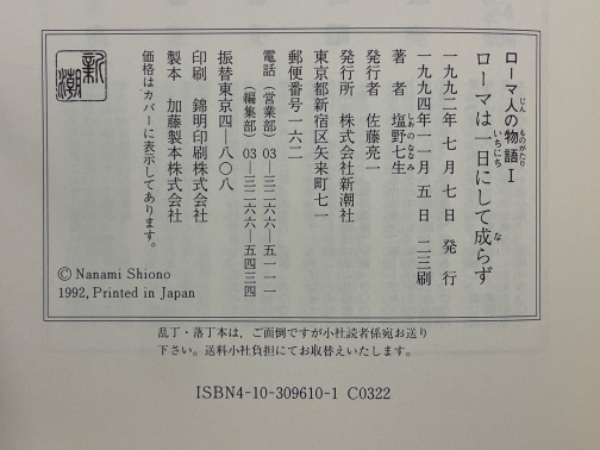 ローマ人の物語 I
ローマは一日にして成らず
一九九二年 七月 七日 発 行
一九九四年一一月 五 日 二三刷
著 者 塩野七生
発行者 佐藤亮一
発行所 株式会社新潮社
東京都新宿区矢来町七一
郵便番号一六二
電話（営業部）03—三二六六—五一一一
（編集部）03—三二六六—五四三四
振替東京四—八〇八
印刷 錦明印刷株式会社
製本 加藤製本株式会社
価格はカバーに表示してあります。
新潮
© Nanami Shiono
1992, Printed in Japan
乱丁・落丁本は，ご面倒ですが小社読者係宛お送り
下さい。送料小社負担にてお取替えいたします。
ISBN4-10-309610-1 C0322